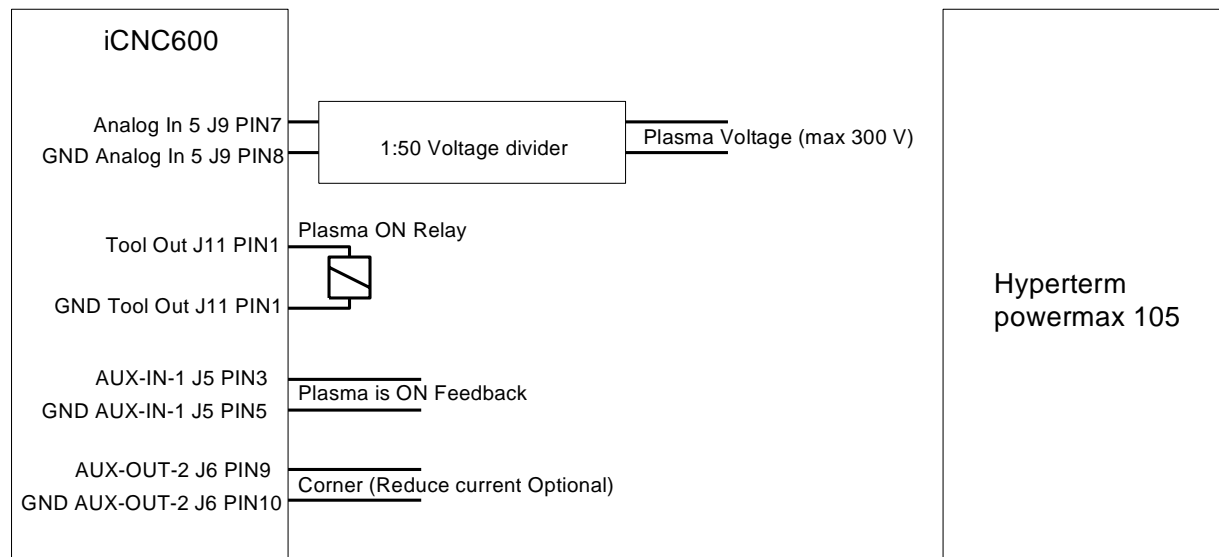 iCNC600
Analog In 5 J9 PIN7
GND Analog In 5 J9 PIN8
1:50 Voltage divider
Plasma Voltage (max 300 V)
Tool Out J11 PIN1
Plasma ON Relay
GND Tool Out J11 PIN1
AUX-IN-1 J5 PIN3
Plasma is ON Feedback
GND AUX-IN-1 J5 PIN5
AUX-OUT-2 J6 PIN9
Corner (Reduce current Optional)
GND AUX-OUT-2 J6 PIN10
Hyperterm
powermax 105